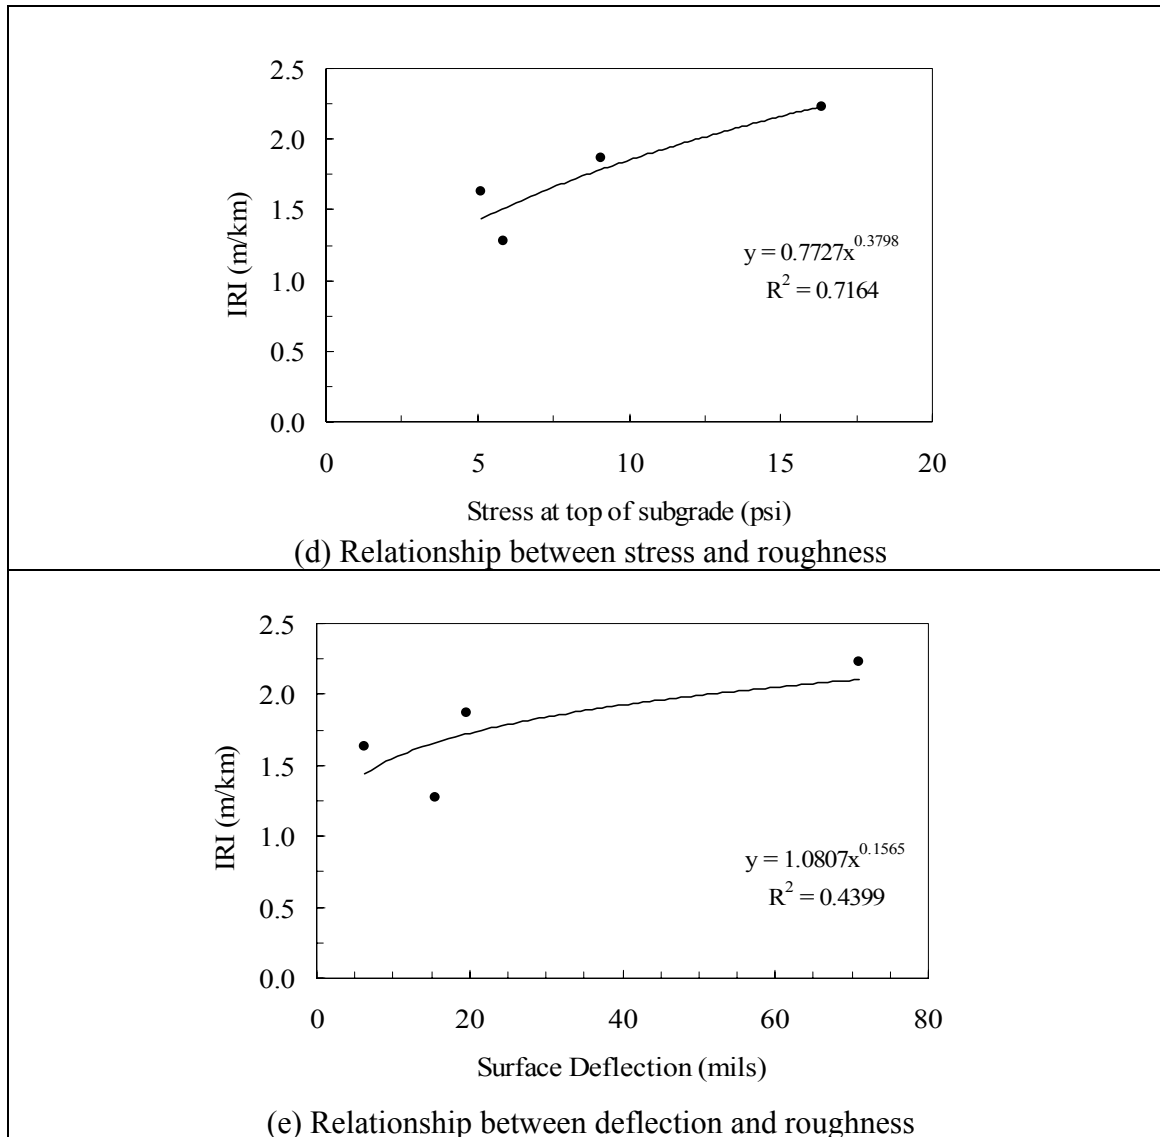 2.5
2.0
1.5
1.0
0.5
0.0
IRI (m/km)
y = 0.7727x^0.3798
R^2 = 0.7164
0 5 10 15 20
Stress at top of subgrade (psi)
(d) Relationship between stress and roughness
2.5
2.0
1.5
1.0
0.5
0.0
IRI (m/km)
y = 1.0807x^0.1565
R^2 = 0.4399
0 20 40 60 80
Surface Deflection (mils)
(e) Relationship between deflection and roughness